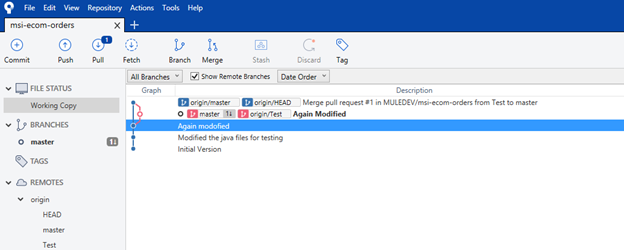 File Edit View Repository Actions Tools Help
msi-ecom-orders
1
Commit Push Pull Fetch Branch Merge Stash Discard Tag
FILE STATUS
Working Copy
BRANCHES
master 1
TAGS
REMOTES
origin
HEAD
master
Test
All Branches Show Remote Branches Date Order
Graph Description
origin/master origin/HEAD Merge pull request #1 in MULEDEV/msi-ecom-orders from Test to master
master 1 origin/Test Again Modified
Again modofied
Modified the java files for testing
Initial Version